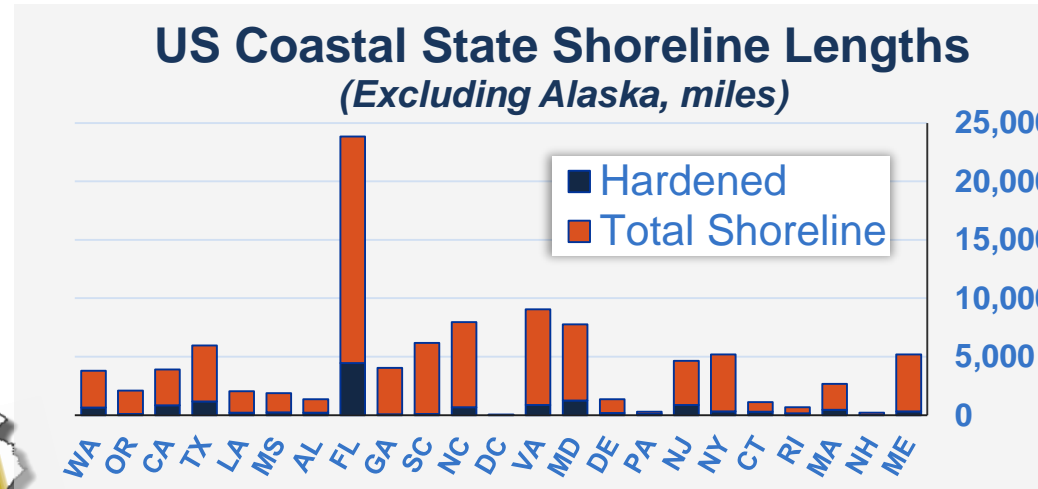 US Coastal State Shoreline Lengths
(Excluding Alaska, miles)
Hardened
Total Shoreline
25,000
20,000
15,000
10,000
5,000
0
WA OR CA TX LA MS AL FL GA SC NC DC VA MD DE PA NJ NY CT RI MA NH ME